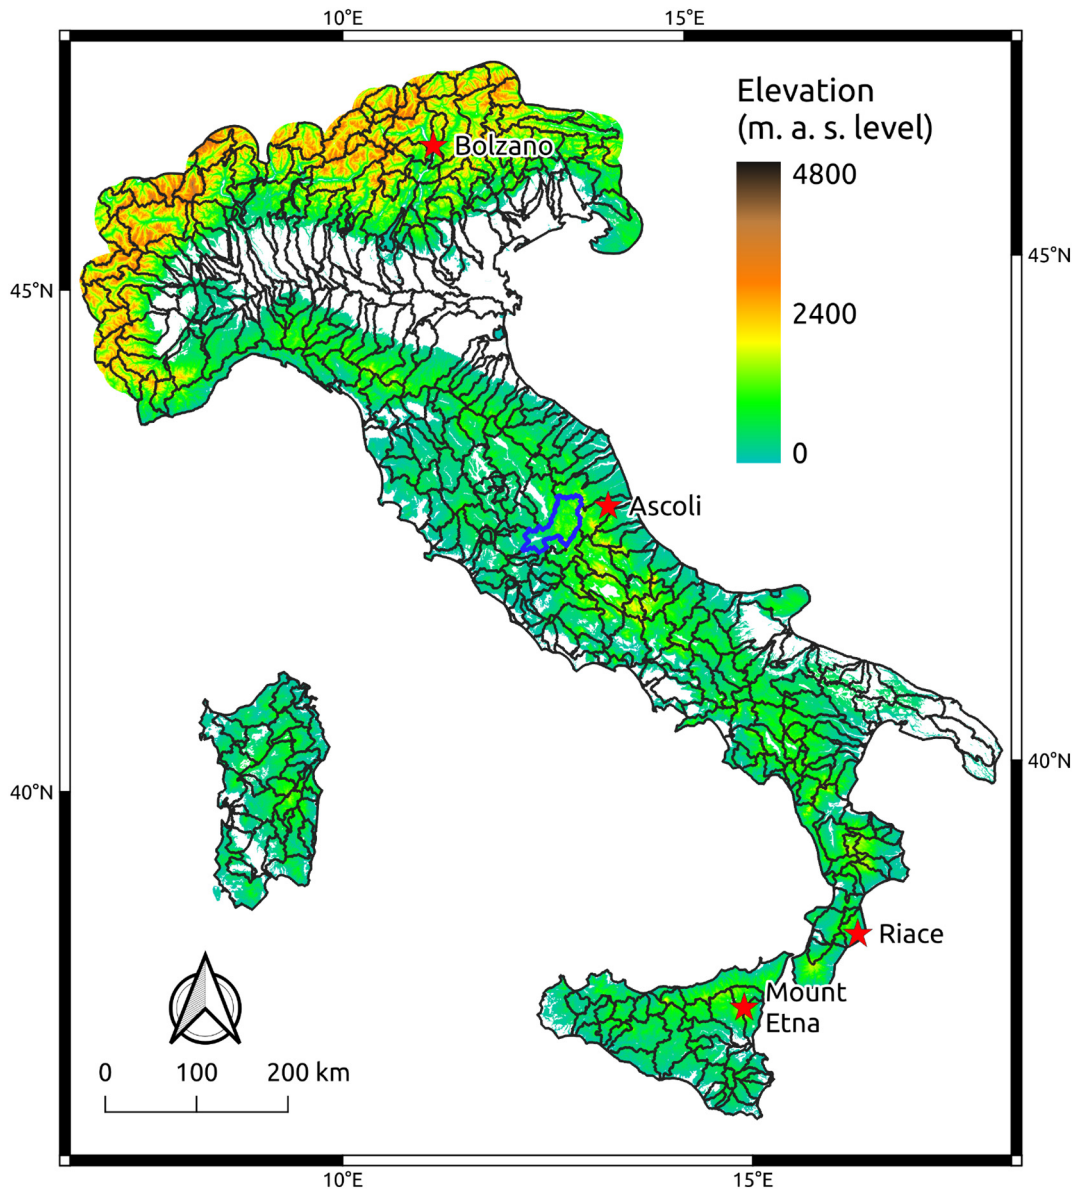 10°E
15°E
Elevation
(m. a. s. level)
4800
2400
0
Bolzano
45°N
45°N
Ascoli
40°N
40°N
Riace
Mount
Etna
0 100 200 km
10°E
15°E